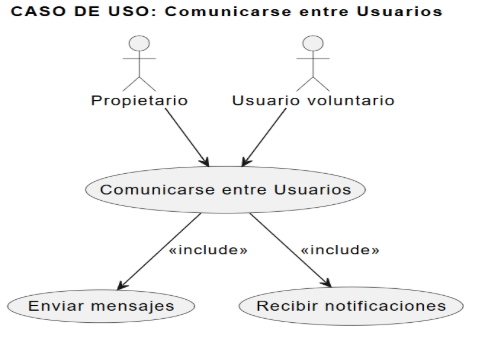 CASO DE USO: Comunicarse entre Usuarios
Propietario
Usuario voluntario
Comunicarse entre Usuarios
«include»
«include»
Enviar mensajes
Recibir notificaciones